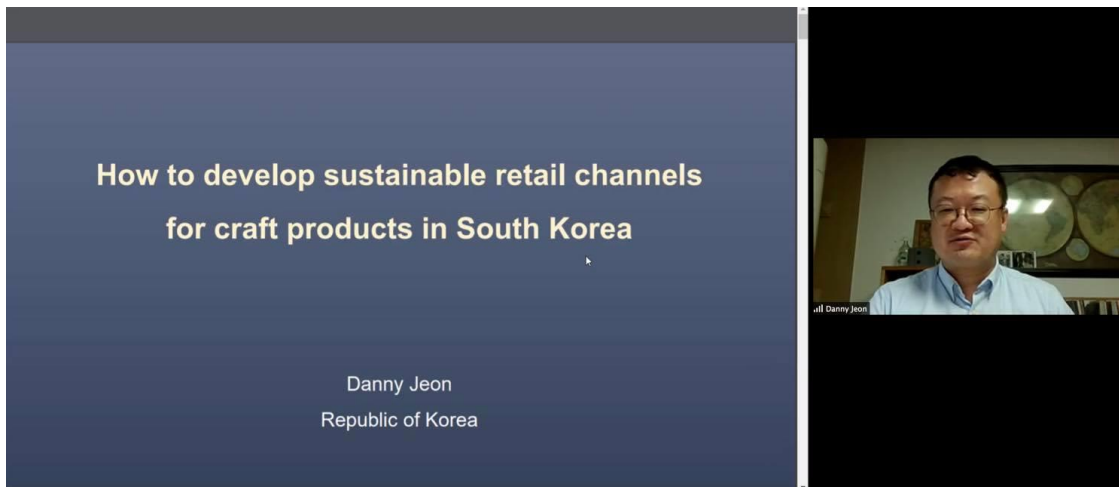 How to develop sustainable retail channels
for craft products in South Korea
Danny Jeon
Republic of Korea
Danny Jeon